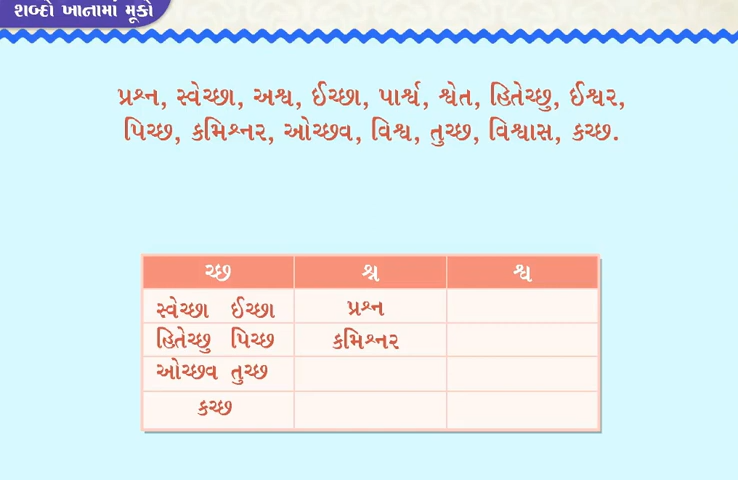 શબ્દો ખાનામાં મૂકો
પ્રશ્ન, સ્વેચ્છા, અશ્વ, ઈચ્છા, પાર્શ્વ, શ્વેત, હિતેચ્છુ, ઈશ્વર,
પિચ્છ, કમિશ્નર, ઓચ્છવ, વિશ્વ, તુચ્છ, વિશ્વાસ, કચ્છ.
ચ્છ શ્ન શ્વ
સ્વેચ્છા ઈચ્છા પ્રશ્ન
હિતેચ્છુ પિચ્છ કમિશ્નર
ઓચ્છવ તુચ્છ
કચ્છ